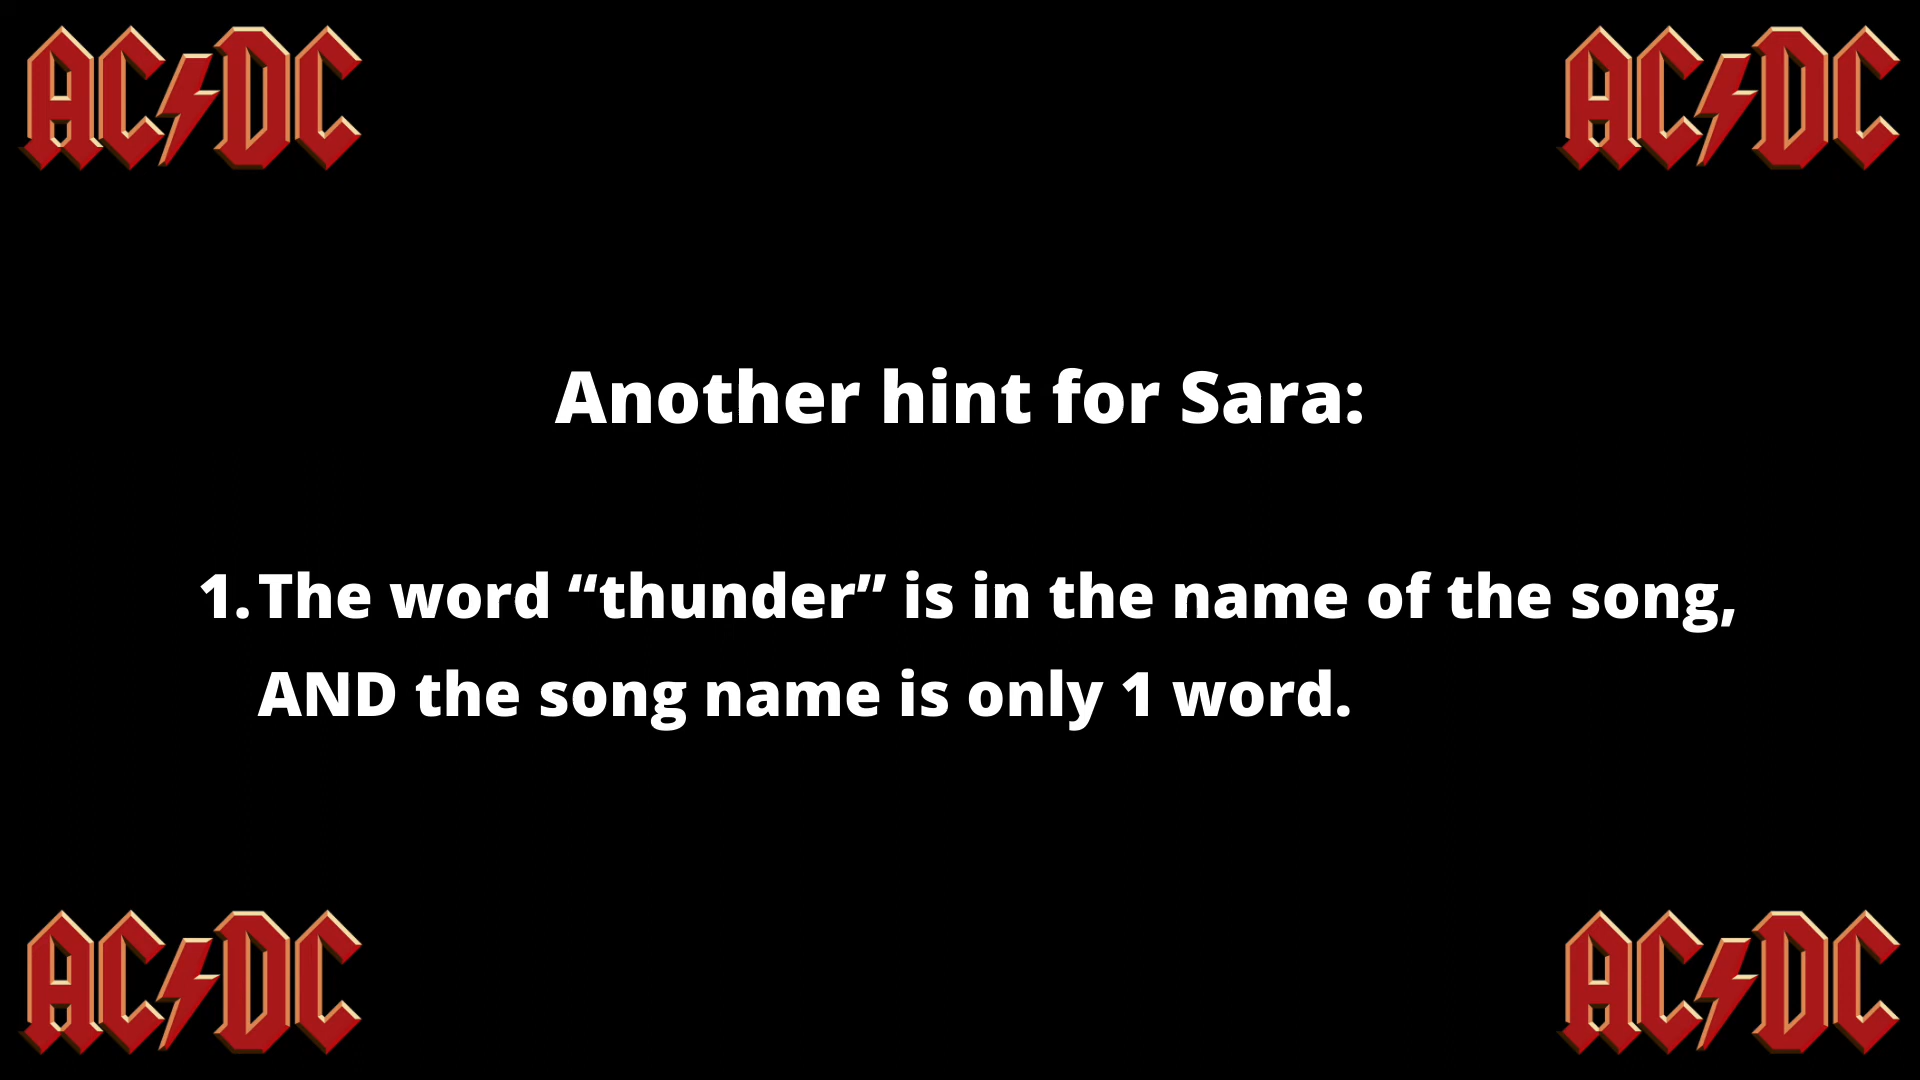 AC⚡DC AC⚡DC
Another hint for Sara:
1. The word “thunder” is in the name of the song,
AND the song name is only 1 word.
AC⚡DC AC⚡DC